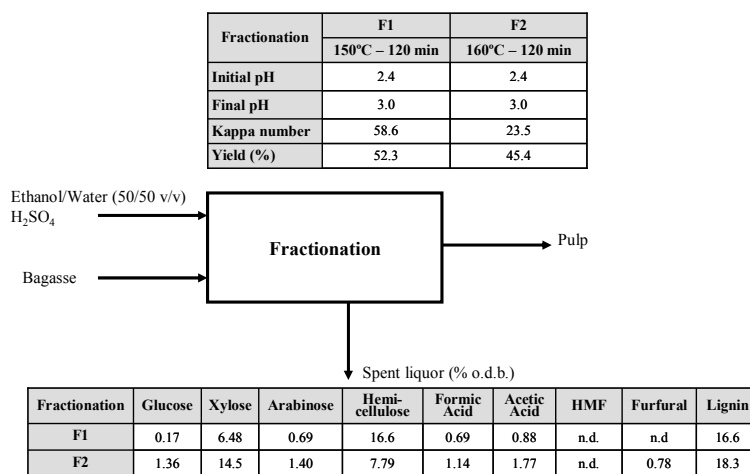 Fractionation F1 F2
150ºC – 120 min 160ºC – 120 min
Initial pH 2.4 2.4
Final pH 3.0 3.0
Kappa number 58.6 23.5
Yield (%) 52.3 45.4
Ethanol/Water (50/50 v/v)
H₂SO₄
Bagasse
Fractionation
Pulp
Spent liquor (% o.d.b.)
Fractionation Glucose Xylose Arabinose Hemi-cellulose Formic Acid Acetic Acid HMF Furfural Lignin
F1 0.17 6.48 0.69 16.6 0.69 0.88 n.d. n.d 16.6
F2 1.36 14.5 1.40 7.79 1.14 1.77 n.d. 0.78 18.3